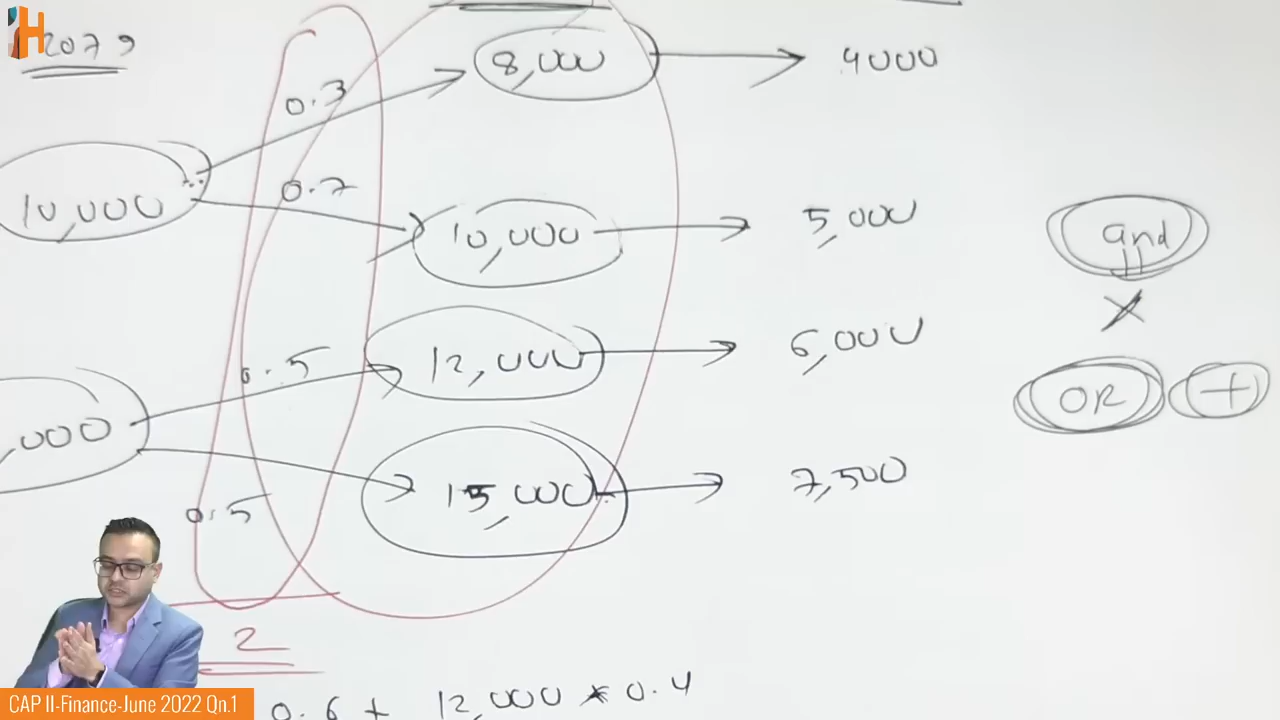 H
2079
0.3 8,000 4000
10,000 0.7 10,000 5,000 and
x
0.5 12,000 6,000 OR +
,000 0.5 15,000 7,500
2
0.6 + 12,000 * 0.4
CAP II-Finance-June 2022 Qn.1